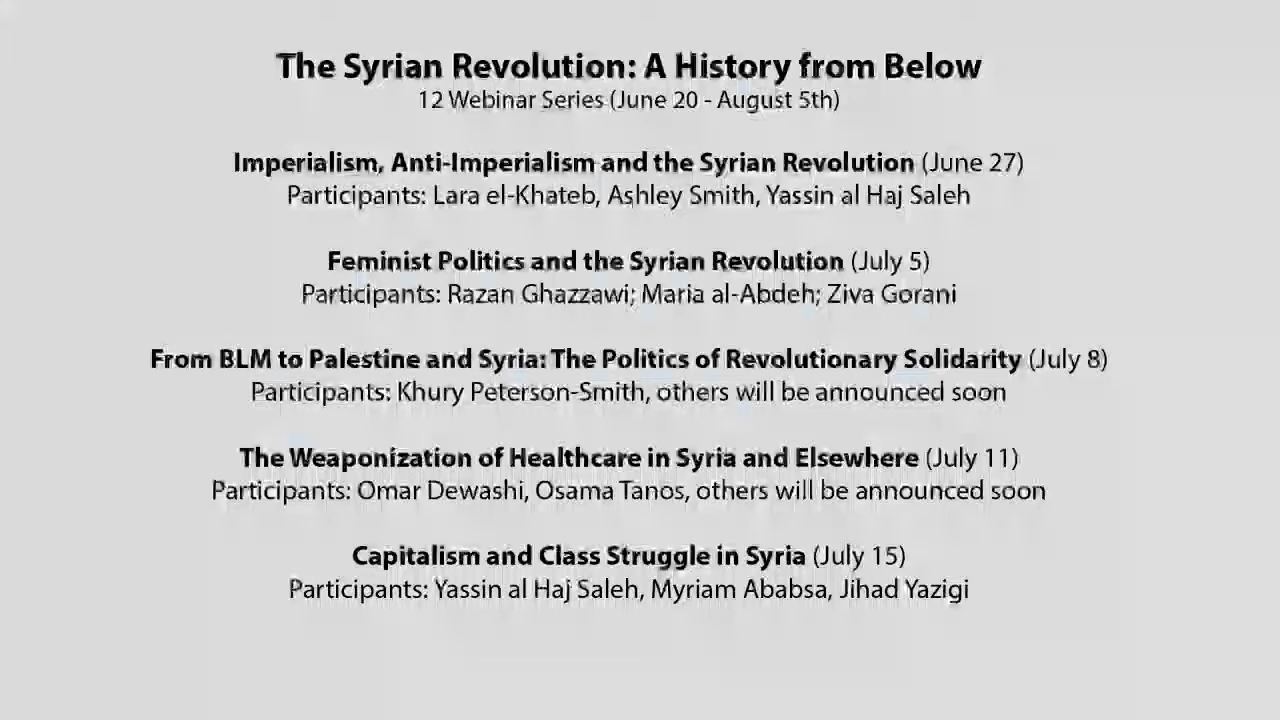 The Syrian Revolution: A History from Below
12 Webinar Series (June 20 - August 5th)
Imperialism, Anti-Imperialism and the Syrian Revolution (June 27)
Participants: Lara el-Khateb, Ashley Smith, Yassin al Haj Saleh
Feminist Politics and the Syrian Revolution (July 5)
Participants: Razan Ghazzawi; Maria al-Abdeh; Ziva Gorani
From BLM to Palestine and Syria: The Politics of Revolutionary Solidarity (July 8)
Participants: Khury Peterson-Smith, others will be announced soon
The Weaponization of Healthcare in Syria and Elsewhere (July 11)
Participants: Omar Dewashi, Osama Tanos, others will be announced soon
Capitalism and Class Struggle in Syria (July 15)
Participants: Yassin al Haj Saleh, Myriam Ababsa, Jihad Yazigi